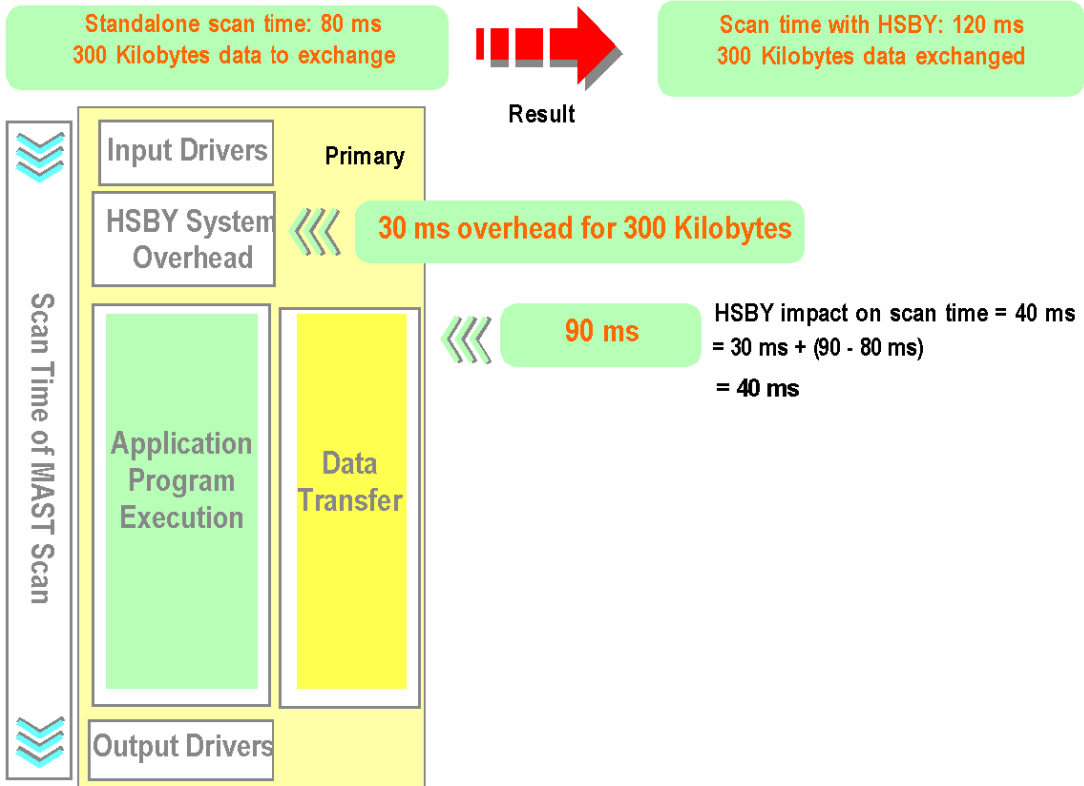 Standalone scan time: 80 ms
300 Kilobytes data to exchange
Result
Scan time with HSBY: 120 ms
300 Kilobytes data exchanged
Scan Time of MAST Scan
Input Drivers
Primary
HSBY System
Overhead
30 ms overhead for 300 Kilobytes
90 ms
HSBY impact on scan time = 40 ms
= 30 ms + (90 - 80 ms)
= 40 ms
Application
Program
Execution
Data
Transfer
Output Drivers